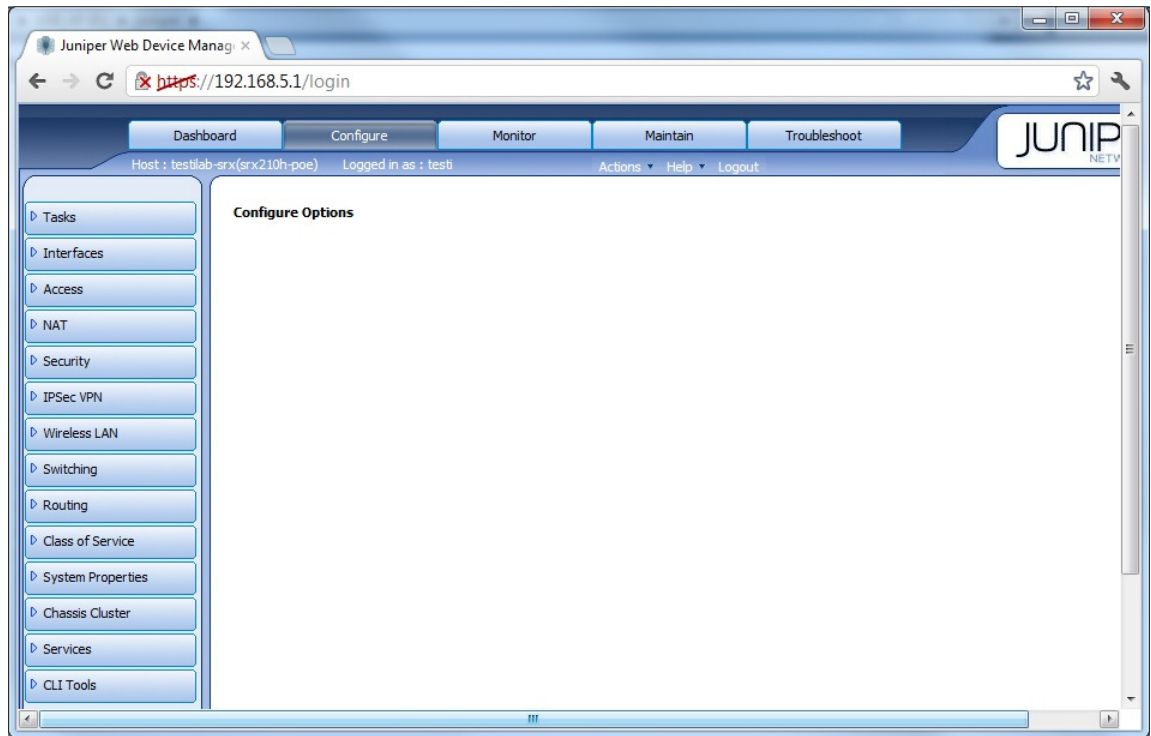 Juniper Web Device Manag
https://192.168.5.1/login
Dashboard Configure Monitor Maintain Troubleshoot
JUNIP
NETW
Host : testilab-srx(srx210h-poe) Logged in as : testi Actions Help Logout
Configure Options
Tasks
Interfaces
Access
NAT
Security
IPSec VPN
Wireless LAN
Switching
Routing
Class of Service
System Properties
Chassis Cluster
Services
CLI Tools